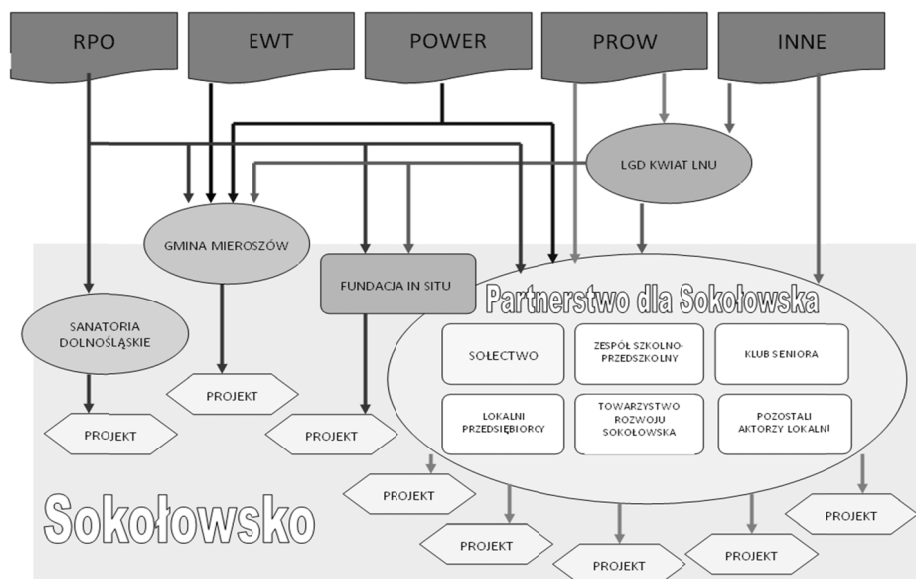 RPO
EWT
POWER
PROW
INNE
LGD KWIAT LNU
GMINA MIEROSZÓW
FUNDACJA IN SITU
Partnerstwo dla Sokołowska
SANATORIA
DOLNOŚLĄSKIE
SOŁECTWO
ZESPÓŁ SZKOLNO-
PRZEDSZKOLNY
KLUB SENIORA
LOKALNI
PRZEDSIĘBIORCY
TOWARZYSTWO
ROZWOJU
SOKOŁOWSKA
POZOSTALI
AKTORZY LOKALNI
PROJEKT
PROJEKT
PROJEKT
PROJEKT
PROJEKT
PROJEKT
PROJEKT
PROJEKT
Sokołowsko